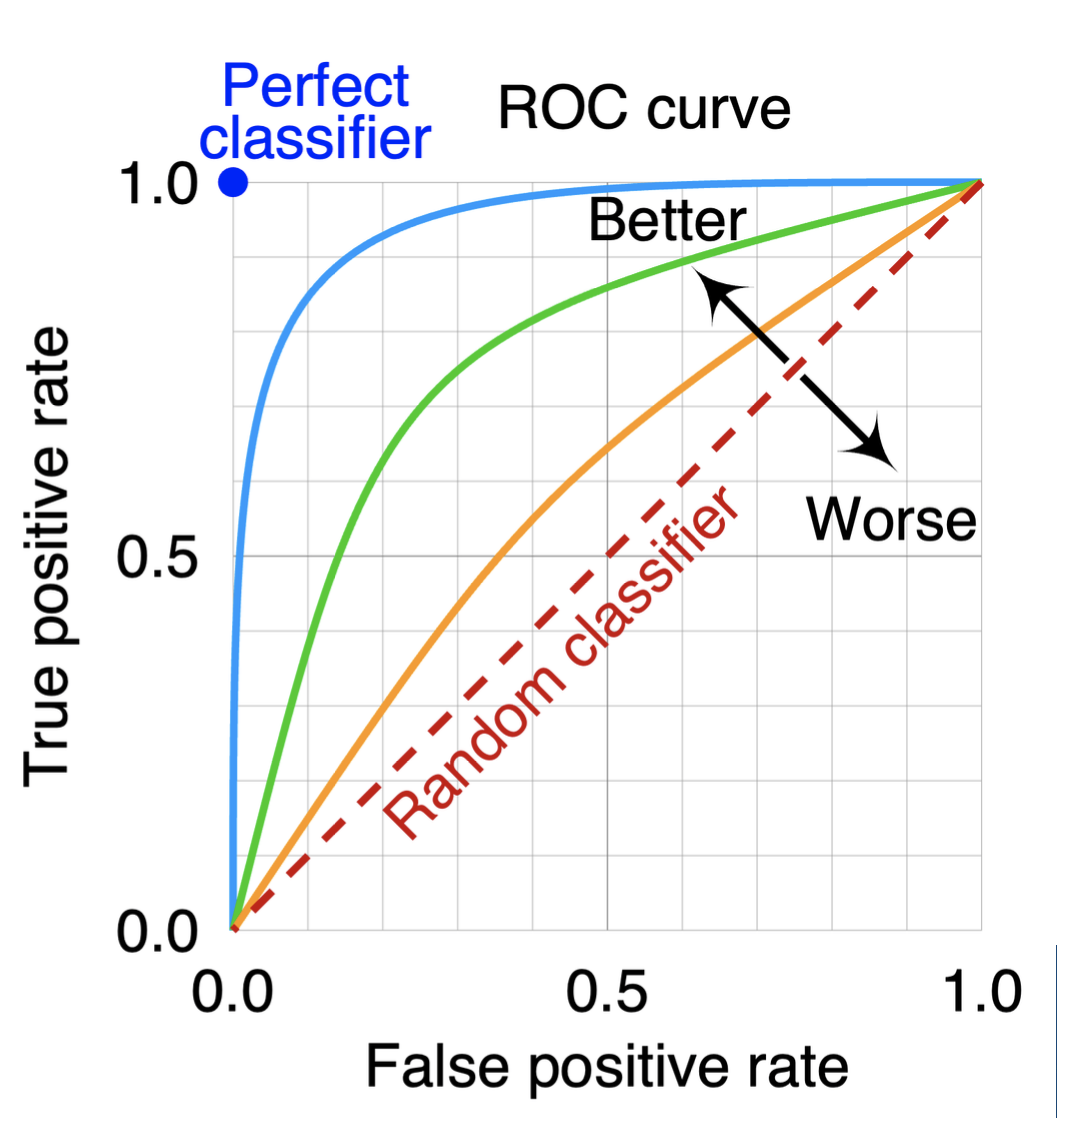 Perfect
classifier
ROC curve
1.0
Better
Worse
0.5
Random classifier
True positive rate
0.0
0.0
0.5
1.0
False positive rate